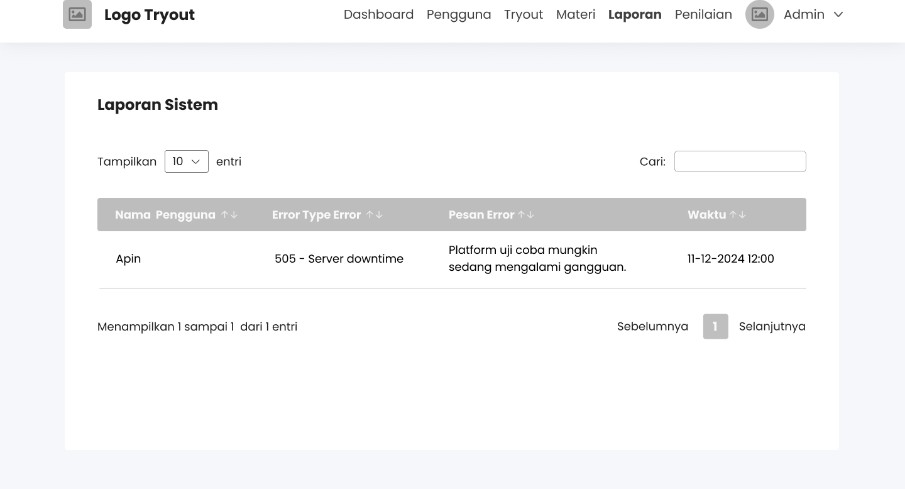 Logo Tryout Dashboard Pengguna Tryout Materi Laporan Penilaian Admin
Laporan Sistem
Tampilkan 10 entri Cari:
Nama Pengguna ↑↓ Error Type Error ↑↓ Pesan Error ↑↓ Waktu ↑↓
Apin 505 - Server downtime Platform uji coba mungkin 11-12-2024 12:00
sedang mengalami gangguan.
Menampilkan 1 sampai 1 dari 1 entri Sebelumnya 1 Selanjutnya